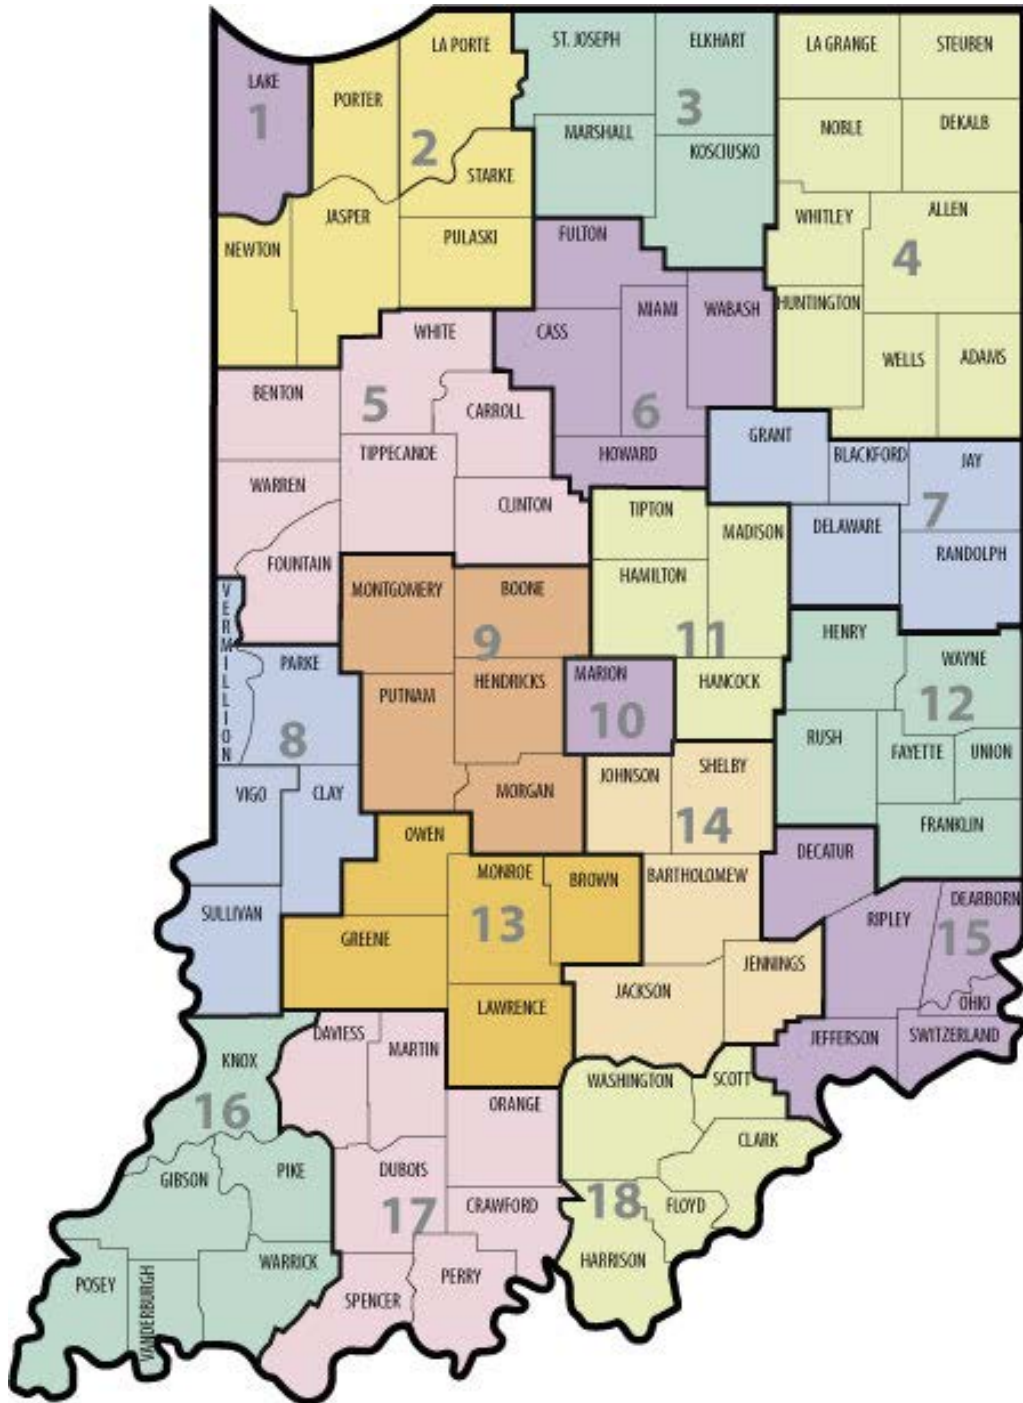 LA PORTE
ST. JOSEPH
ELKHART
LA GRANGE
STEUBEN
LAKE
1
PORTER
2
MARSHALL
3
NOBLE
DEKALB
KOSCIUSKO
STARKE
JASPER
WHITLEY
ALLEN
NEWTON
PULASKI
FULTON
4
MIAMI
WABASH
HUNTINGTON
WHITE
CASS
WELLS
ADAMS
BENTON
5
CARROLL
6
GRANT
TIPPECANOE
HOWARD
BLACKFORD
JAY
WARREN
CLINTON
TIPTON
MADISON
DELAWARE
7
RANDOLPH
FOUNTAIN
HAMILTON
VERMILLION
MONTGOMERY
BOONE
9
11
HENRY
WAYNE
PARKE
HENDRICKS
MARION
HANCOCK
PUTNAM
10
12
8
RUSH
FAYETTE
UNION
VIGO
CLAY
MORGAN
JOHNSON
SHELBY
14
FRANKLIN
OWEN
DECATUR
MONROE
BROWN
BARTHOLOMEW
SULLIVAN
GREENE
13
RIPLEY
DEARBORN
15
JENNINGS
JACKSON
LAWRENCE
OHIO
DAVIESS
MARTIN
JEFFERSON
SWITZERLAND
KNOX
WASHINGTON
SCOTT
16
ORANGE
CLARK
GIBSON
PIKE
DUBOIS
17
CRAWFORD
18
FLOYD
WARRICK
HARRISON
POSEY
VANDERBURGH
SPENCER
PERRY